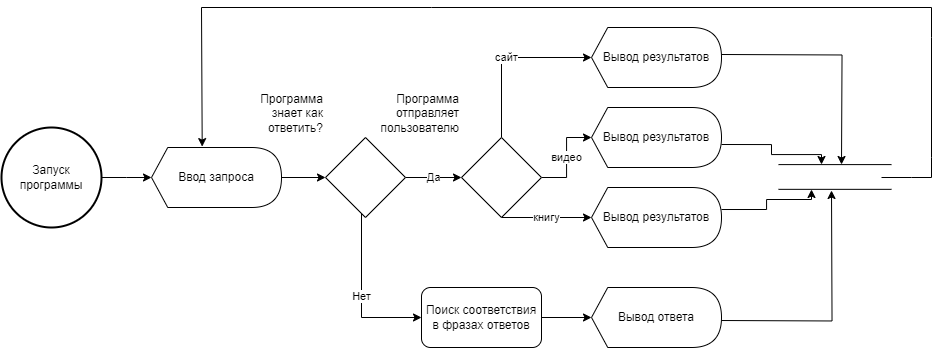 Запуск
программы
Ввод запроса
Программа
знает как
ответить?
Программа
отправляет
пользователю
Да
сайт
Вывод результатов
видео
Вывод результатов
книгу
Вывод результатов
Нет
Поиск соответствия
в фразах ответов
Вывод ответа